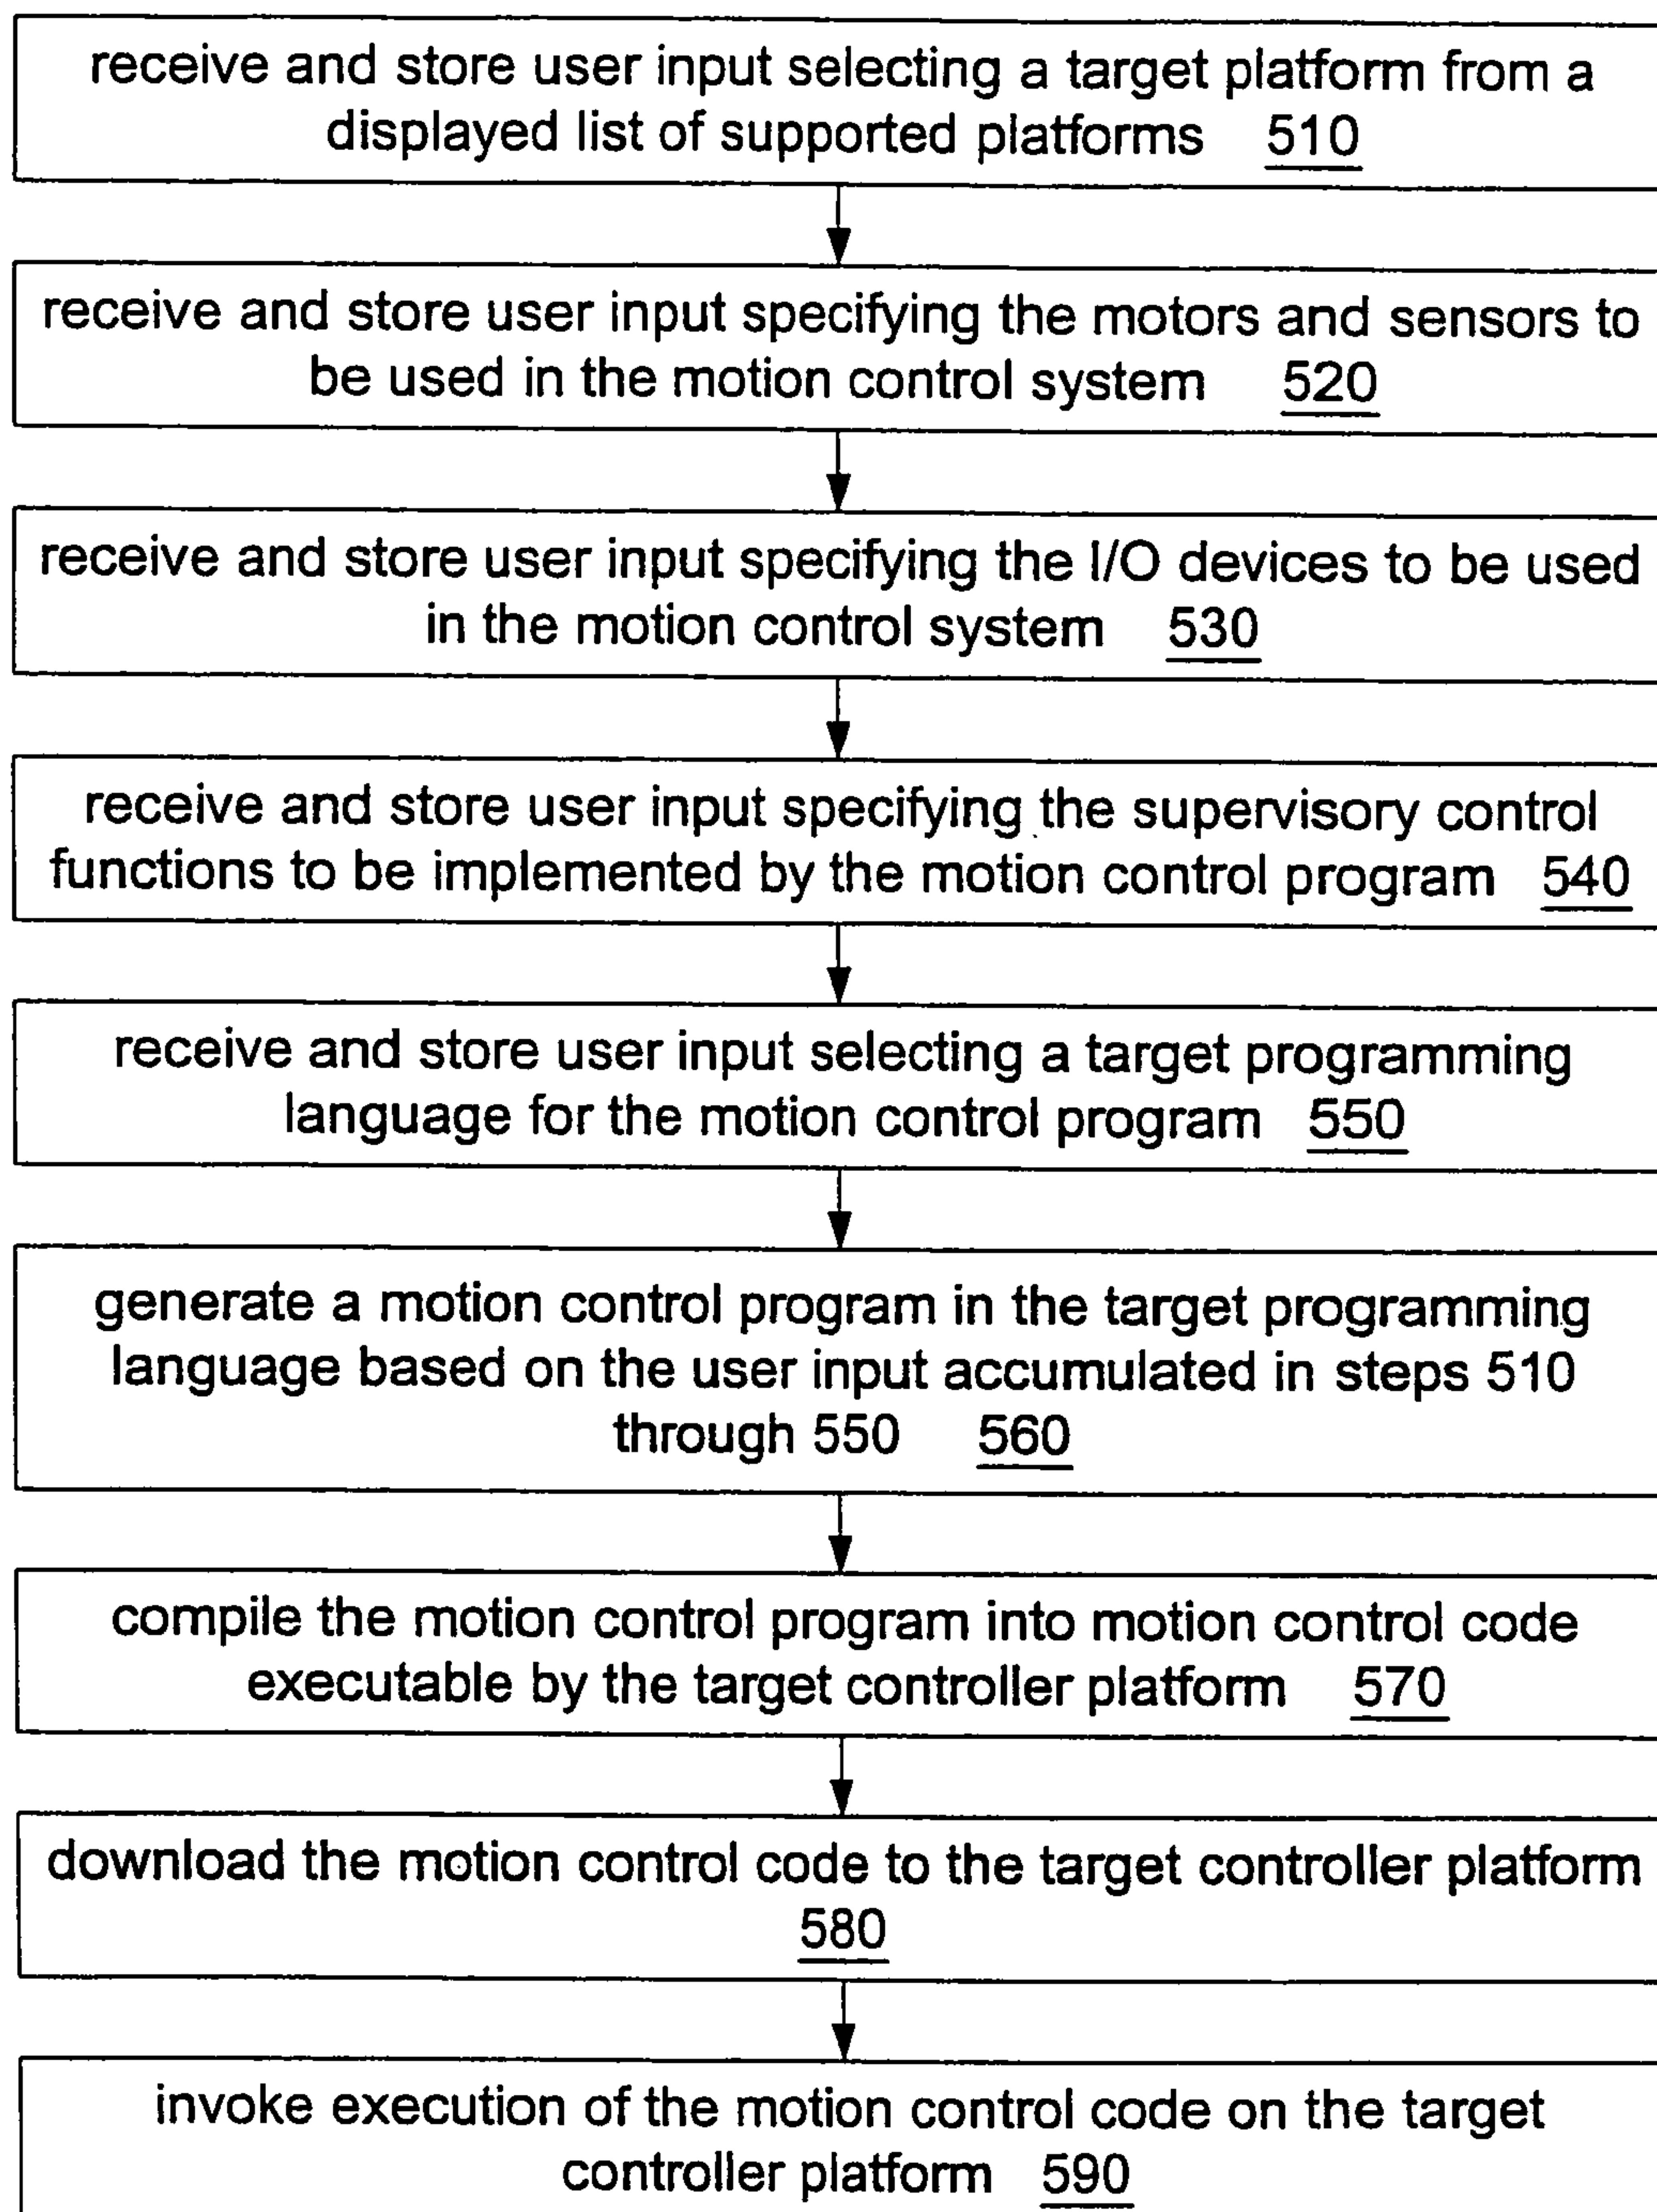 receive and store user input selecting a target platform from a
displayed list of supported platforms 510
receive and store user input specifying the motors and sensors to
be used in the motion control system 520
receive and store user input specifying the I/O devices to be used
in the motion control system 530
receive and store user input specifying the supervisory control
functions to be implemented by the motion control program 540
receive and store user input selecting a target programming
language for the motion control program 550
generate a motion control program in the target programming
language based on the user input accumulated in steps 510
through 550 560
compile the motion control program into motion control code
executable by the target controller platform 570
download the motion control code to the target controller platform
580
invoke execution of the motion control code on the target
controller platform 590